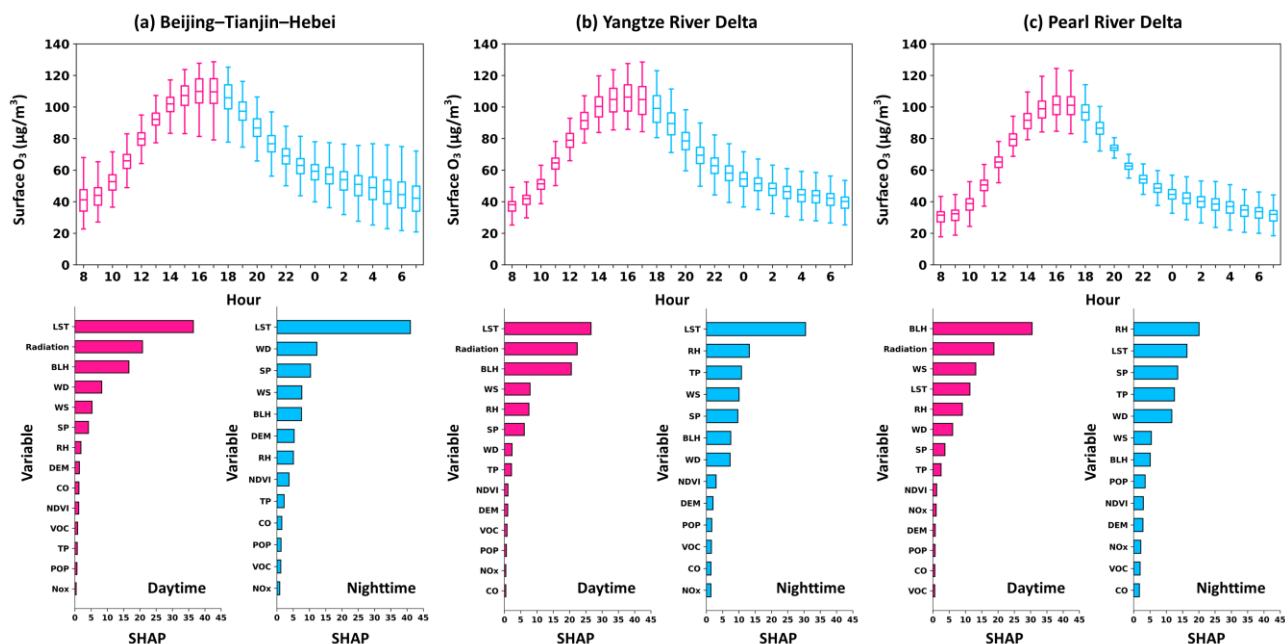 (a) Beijing–Tianjin–Hebei
(b) Yangtze River Delta
(c) Pearl River Delta
Surface O₃ (μg/m³)
140
120
100
80
60
40
20
0
8 10 12 14 16 18 20 22 0 2 4 6
Hour
Surface O₃ (μg/m³)
140
120
100
80
60
40
20
0
8 10 12 14 16 18 20 22 0 2 4 6
Hour
Surface O₃ (μg/m³)
140
120
100
80
60
40
20
0
8 10 12 14 16 18 20 22 0 2 4 6
Hour
Variable
LST
Radiation
BLH
WD
WS
SP
RH
DEM
CO
NDVI
VOC
TP
POP
Nox
Daytime
0 5 10 15 20 25 30 35 40 45
SHAP
Variable
LST
WD
SP
WS
BLH
DEM
RH
NDVI
TP
CO
POP
VOC
NOx
Nighttime
0 5 10 15 20 25 30 35 40 45
SHAP
Variable
LST
Radiation
BLH
WS
RH
SP
WD
TP
NDVI
DEM
VOC
POP
NOx
CO
Daytime
0 5 10 15 20 25 30 35 40 45
SHAP
Variable
LST
RH
TP
WS
SP
BLH
WD
NDVI
DEM
POP
VOC
CO
NOx
Nighttime
0 5 10 15 20 25 30 35 40 45
SHAP
Variable
BLH
Radiation
WS
LST
RH
WD
SP
TP
NDVI
NOx
DEM
POP
CO
VOC
Daytime
0 5 10 15 20 25 30 35 40 45
SHAP
Variable
RH
LST
SP
TP
WD
WS
BLH
POP
NDVI
DEM
NOx
VOC
CO
Nighttime
0 5 10 15 20 25 30 35 40 45
SHAP